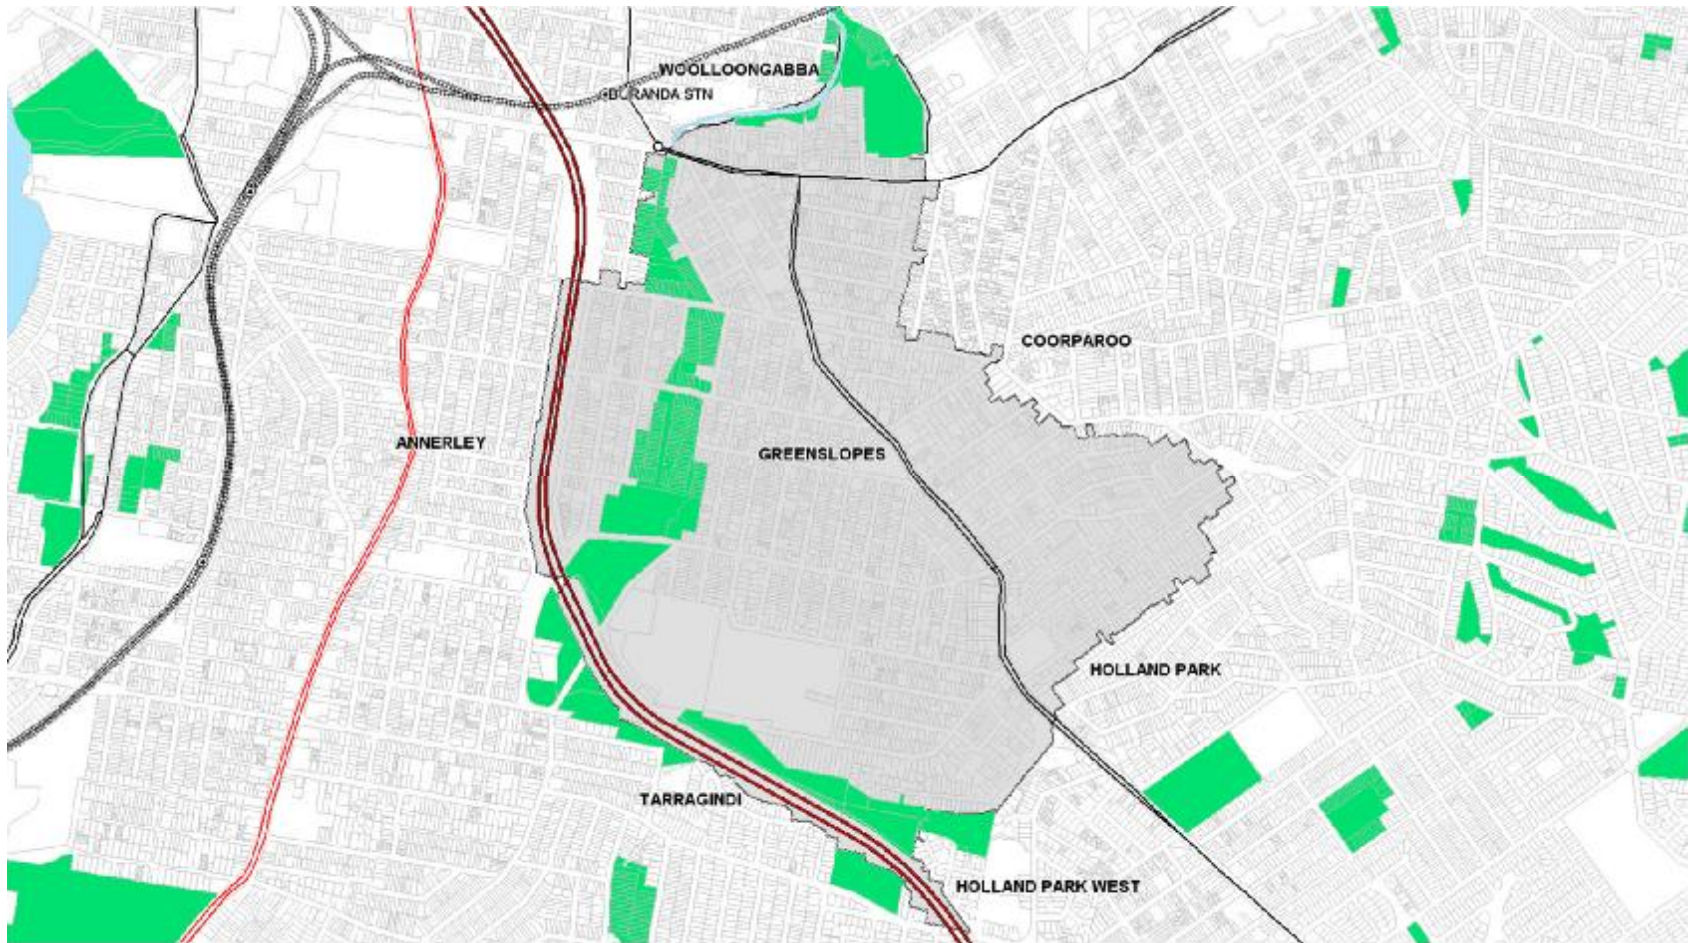 WOOLLOONGABBA
BURANDA STN
COORPAROO
ANNERLEY
GREENSLOPES
HOLLAND PARK
TARRAGINDI
HOLLAND PARK WEST